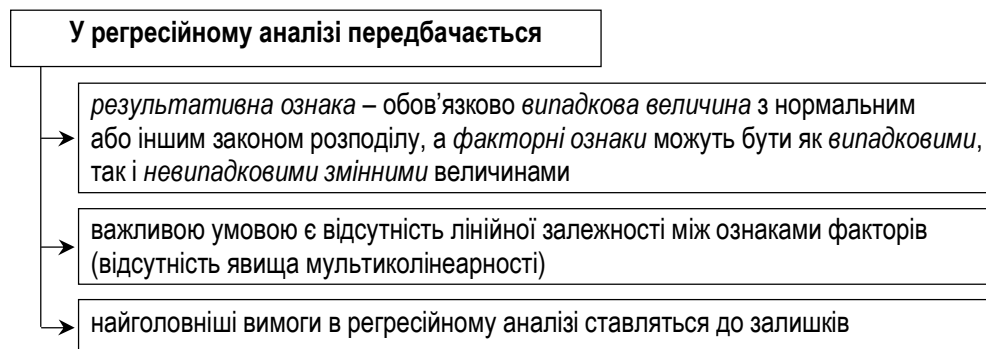 У регресійному аналізі передбачається
результативна ознака – обов’язково випадкова величина з нормальним
або іншим законом розподілу, а факторні ознаки можуть бути як випадковими,
так і невипадковими змінними величинами
важливою умовою є відсутність лінійної залежності між ознаками факторів
(відсутність явища мультиколінеарності)
найголовніші вимоги в регресійному аналізі ставляться до залишків